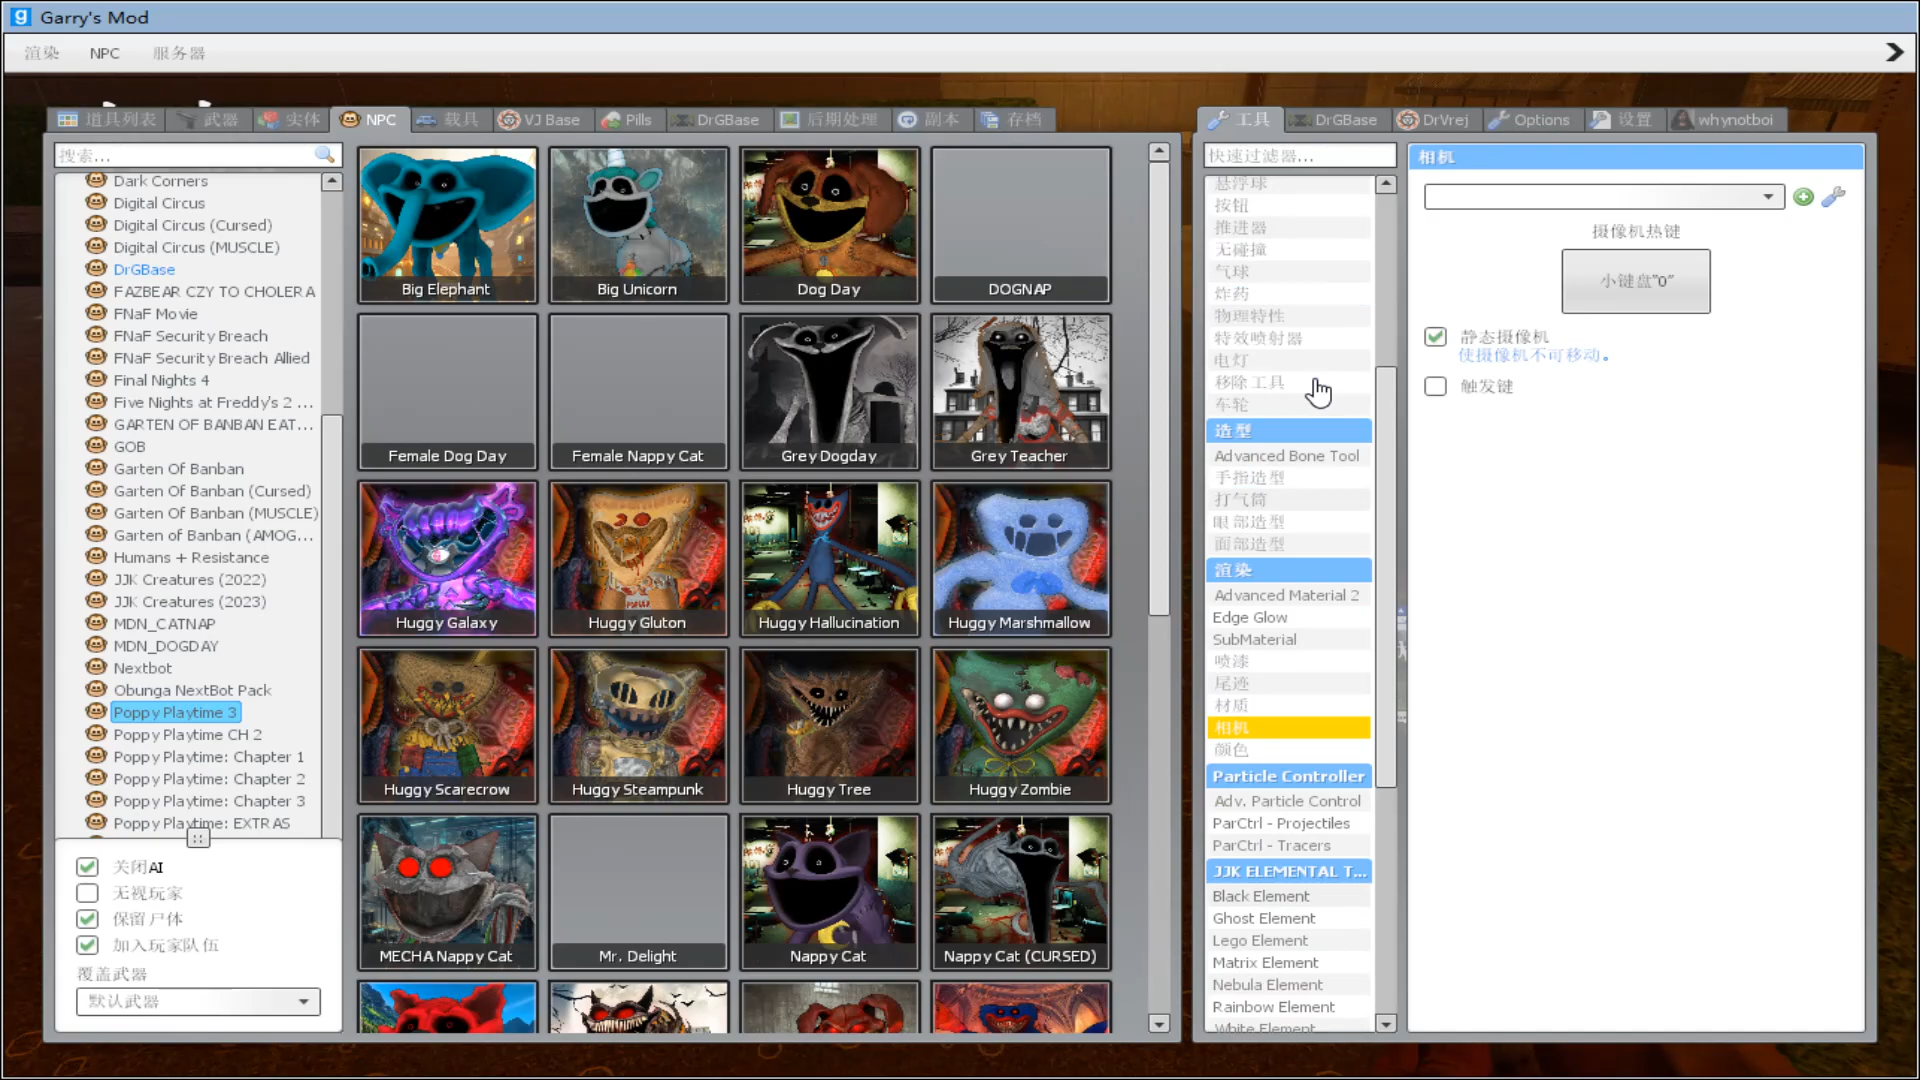 Garry's Mod
渲染 NPC 服务器
道具列表 武器 实体 NPC 载具 VJ Base Pills DrGBase 后期处理 副本 存档
工具 DrGBase DrVrej Options 设置 whynotboi
搜索...
Dark Corners
Digital Circus
Digital Circus (Cursed)
Digital Circus (MUSCLE)
DrGBase
FAZBEAR CZY TO CHOLERA
FNaF Movie
FNaF Security Breach
FNaF Security Breach Allied
Final Nights 4
Five Nights at Freddy's 2 ...
GARTEN OF BANBAN EAT...
GOB
Garten Of Banban
Garten Of Banban (Cursed)
Garten Of Banban (MUSCLE)
Garten of Banban (AMOG...
Humans + Resistance
JJK Creatures (2022)
JJK Creatures (2023)
MDN_CATNAP
MDN_DOGDAY
Nextbot
Obunga NextBot Pack
Poppy Playtime 3
Poppy Playtime CH 2
Poppy Playtime: Chapter 1
Poppy Playtime: Chapter 2
Poppy Playtime: Chapter 3
Poppy Playtime: EXTRAS
关闭AI
无视玩家
保留尸体
加入玩家队伍
覆盖武器
默认武器
Big Elephant
Big Unicorn
Dog Day
DOGNAP
Female Dog Day
Female Nappy Cat
Grey Dogday
Grey Teacher
Huggy Galaxy
Huggy Gluton
Huggy Hallucination
Huggy Marshmallow
Huggy Scarecrow
Huggy Steampunk
Huggy Tree
Huggy Zombie
MECHA Nappy Cat
Mr. Delight
Nappy Cat
Nappy Cat (CURSED)
快速过滤器...
悬浮球
按钮
推进器
无碰撞
气球
炸药
物理特性
特效喷射器
电灯
移除工具
车轮
造型
Advanced Bone Tool
手指造型
打气筒
眼部造型
面部造型
渲染
Advanced Material 2
Edge Glow
SubMaterial
喷漆
尾迹
材质
相机
颜色
Particle Controller
Adv. Particle Control
ParCtrl - Projectiles
ParCtrl - Tracers
JJK ELEMENTAL T...
Black Element
Ghost Element
Lego Element
Matrix Element
Nebula Element
Rainbow Element
White Element
相机
摄像机热键
小键盘"0"
静态摄像机
使摄像机不可移动。
触发键